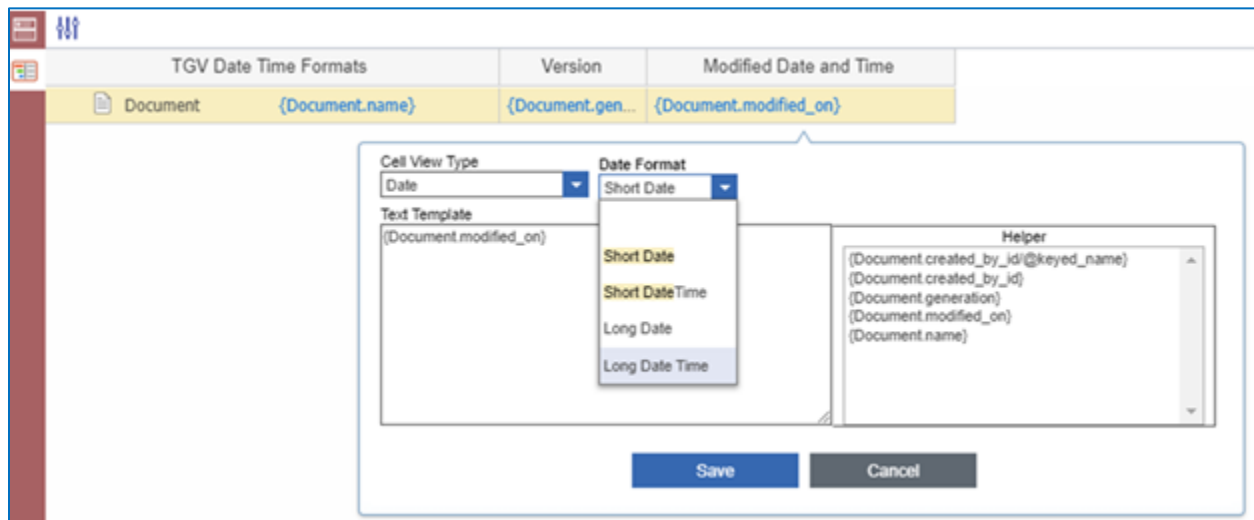 TGV Date Time Formats Version Modified Date and Time
Document {Document.name} {Document.gen... {Document.modified_on}
Cell View Type Date Format
Date Short Date
Text Template
{Document.modified_on}
Short Date
Short DateTime
Long Date
Long Date Time
Helper
{Document.created_by_id/@keyed_name}
{Document.created_by_id}
{Document.generation}
{Document.modified_on}
{Document.name}
Save Cancel